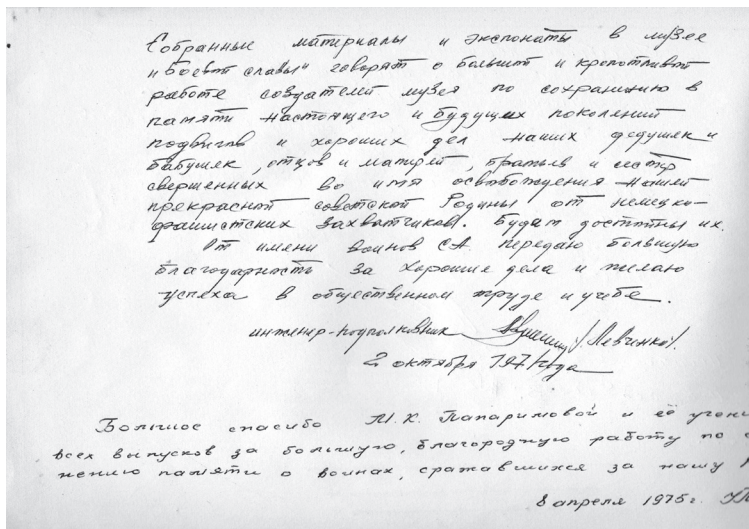 Собранные материалы и экспонаты в музее
„Боевой славы" говорят о большой и кропотливой
работе создателей музея по сохранению в
памяти настоящего и будущих поколений
подвигов и хороших дел наших дедушек и
бабушек, отцов и матерей, братьев и сестёр
свершенных во имя освобождения нашей
прекрасной советской Родины от немецко-
фашистских захватчиков. Будем достойны их.
От имени воинов СА передаю большую
благодарность за хорошие дела и желаю
успеха в общественном труде и учебе.
инженер-подполковник /Левченко/.
2 октября 1971 года
Большое спасибо М.К. Папаримовой и её учени
всех выпусков за большую, благородную работу по с
нению памяти о воинах, сражавшихся за нашу
8 апреля 1975г.